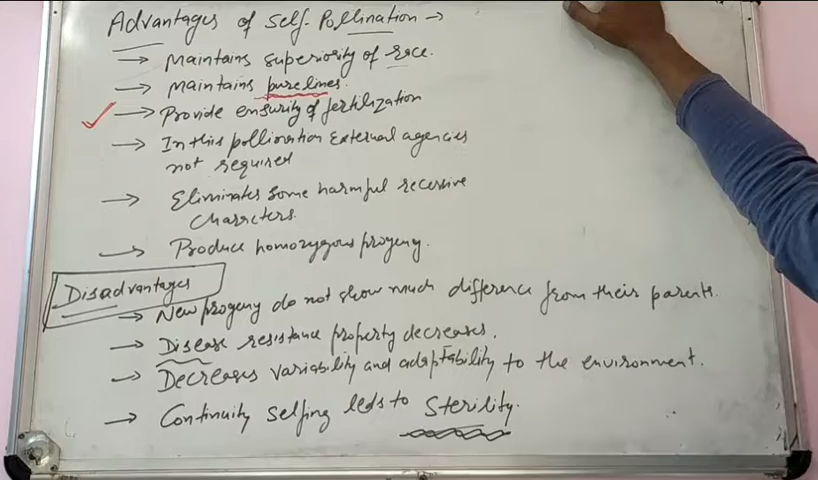 Advantages of Self-Pollination →
→ Maintains superiority of race.
→ Maintains purelines.
→ Provide ensurity of fertilization
→ In this pollination External agencies
not required
→ Eliminates some harmful recessive
characters.
→ Produce homozygous progeny.
Disadvantages
→ New progeny do not show much difference from their parents.
→ Disease resistance property decreases.
→ Decreases variability and adaptability to the environment.
→ Continuity selfing leds to Sterility.